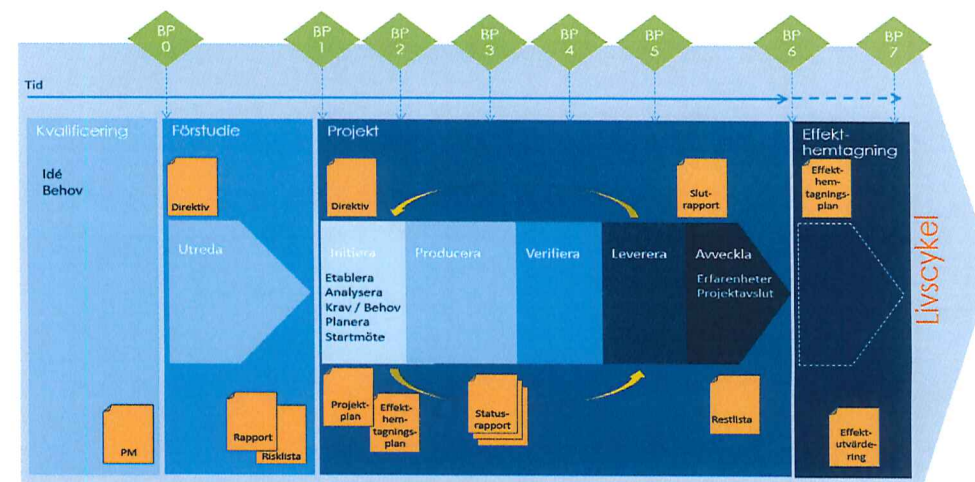 BP
0
BP
1
BP
2
BP
3
BP
4
BP
5
BP
6
BP
7
Tid
Kvalificering
Idé
Behov
PM
Förstudie
Direktiv
Utreda
Rapport
Risklista
Projekt
Direktiv
Slut-
rapport
Initiera
Etablera
Analysera
Krav / Behov
Planera
Startmöte
Producera
Verifiera
Leverera
Avveckla
Erfarenheter
Projektavslut
Projekt-
plan
Effekt-
hem-
tagnings-
plan
Status-
rapport
Restlista
Effekt-
hemtagning
Effekt-
hem-
tagnings-
plan
Effekt-
utvärde-
ring
Livscykel